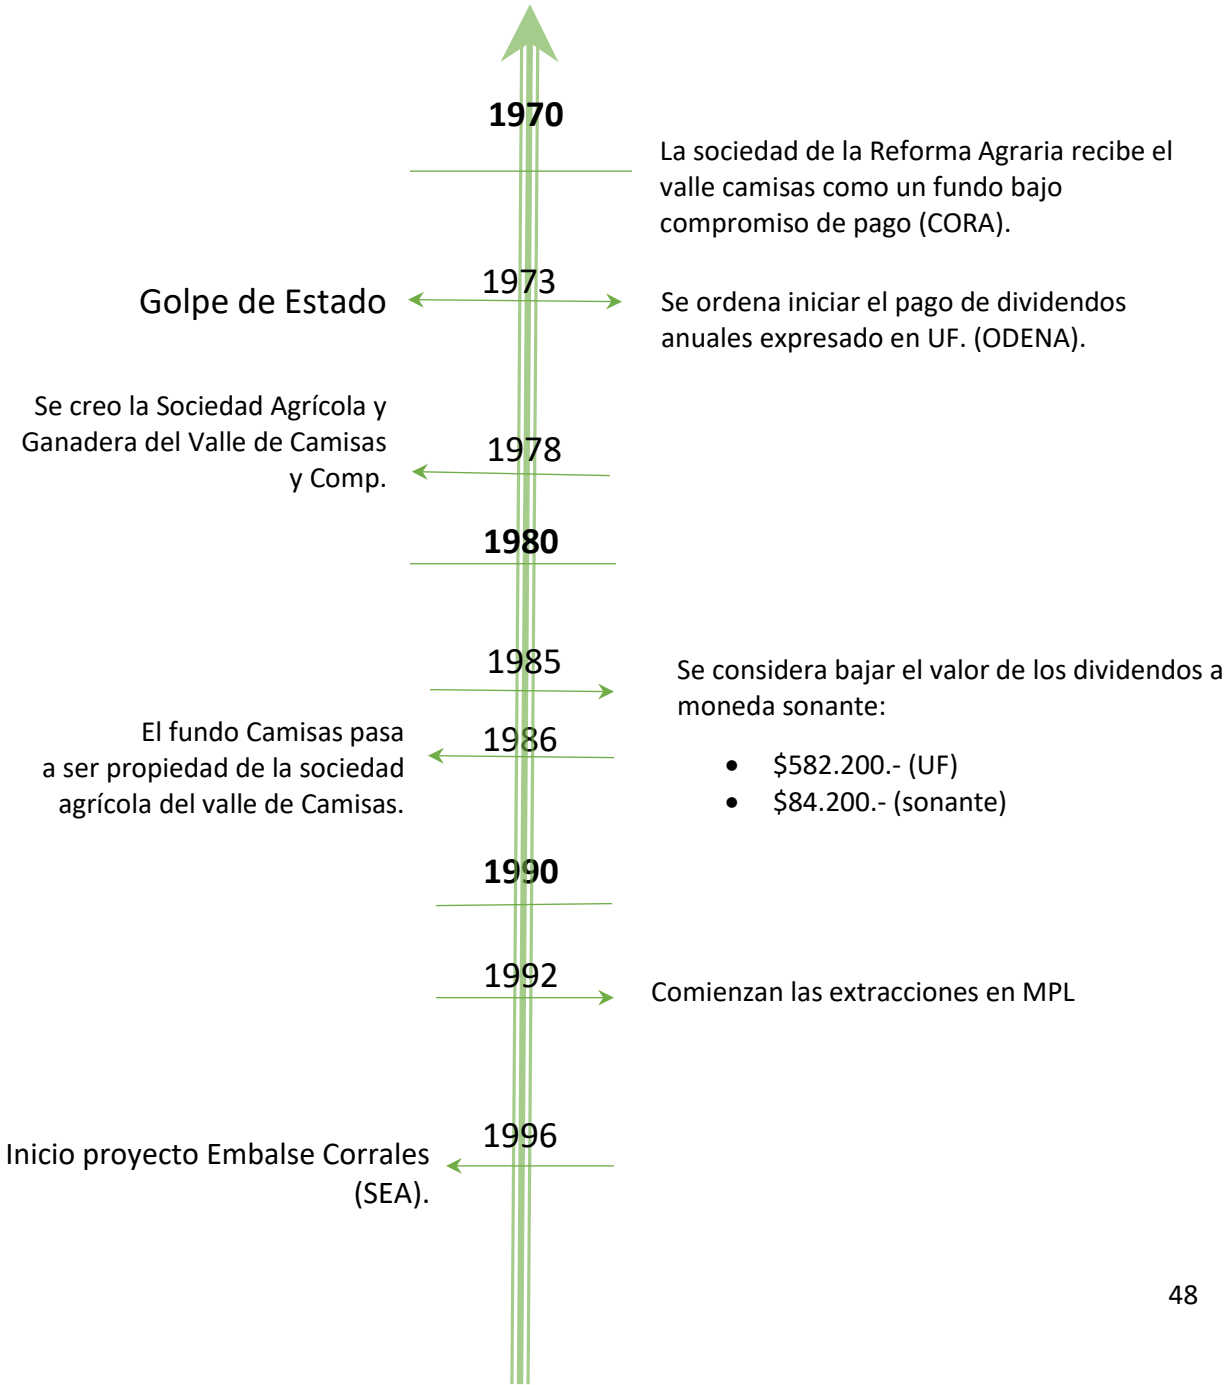 1970
La sociedad de la Reforma Agraria recibe el
valle camisas como un fundo bajo
compromiso de pago (CORA).
1973
Golpe de Estado
Se ordena iniciar el pago de dividendos
anuales expresado en UF. (ODENA).
Se creo la Sociedad Agrícola y
Ganadera del Valle de Camisas
y Comp.
1978
1980
1985
Se considera bajar el valor de los dividendos a
moneda sonante:
• $582.200.- (UF)
• $84.200.- (sonante)
1986
El fundo Camisas pasa
a ser propiedad de la sociedad
agrícola del valle de Camisas.
1990
1992
Comienzan las extracciones en MPL
1996
Inicio proyecto Embalse Corrales
(SEA).
48